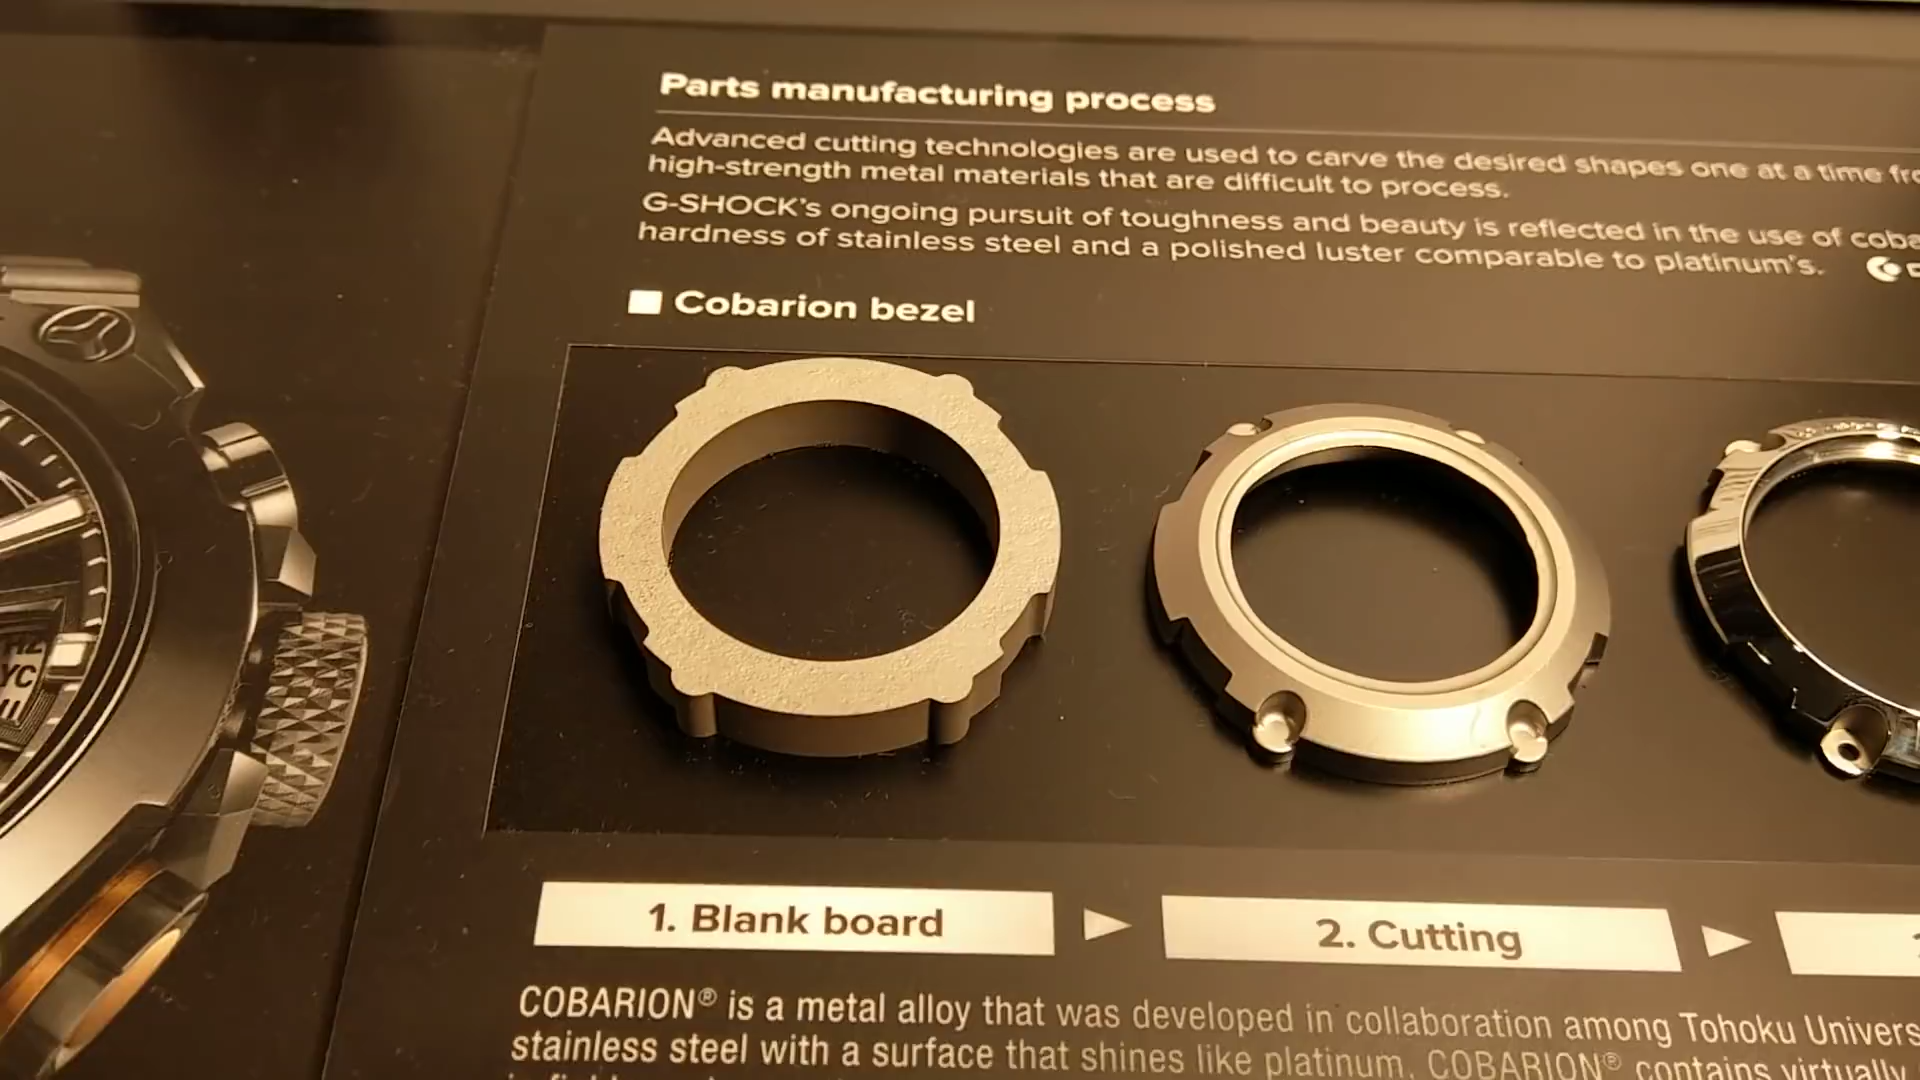 Parts manufacturing process
Advanced cutting technologies are used to carve the desired shapes one at a time
high-strength metal materials that are difficult to process.
G-SHOCK's ongoing pursuit of toughness and beauty is reflected in the use of
hardness of stainless steel and a polished luster comparable to platinum's.
Cobarion bezel
YC
1. Blank board
2. Cutting
COBARION® is a metal alloy that was developed in collaboration among Tohoku
stainless steel with a surface that shines like platinum. COBARION® contains virtually